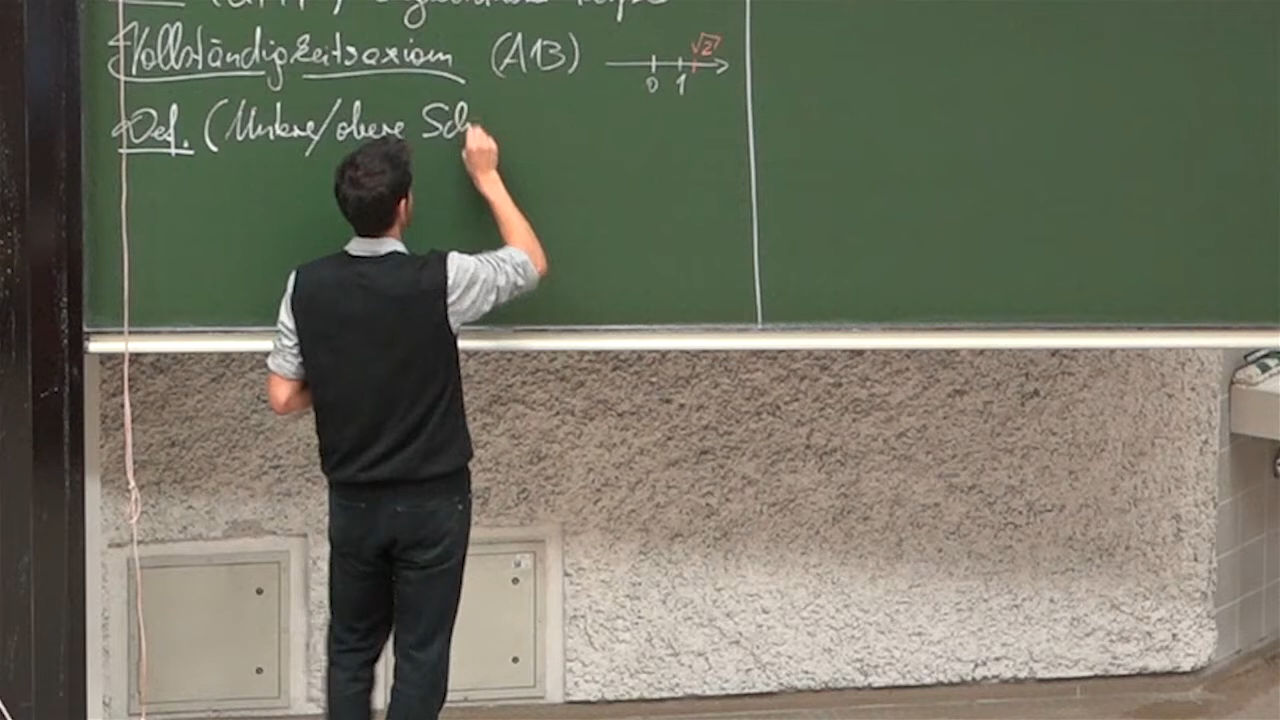 Vollständigkeitsaxiom (A13)
√2
0 1
Def. (Untere/obere Sch